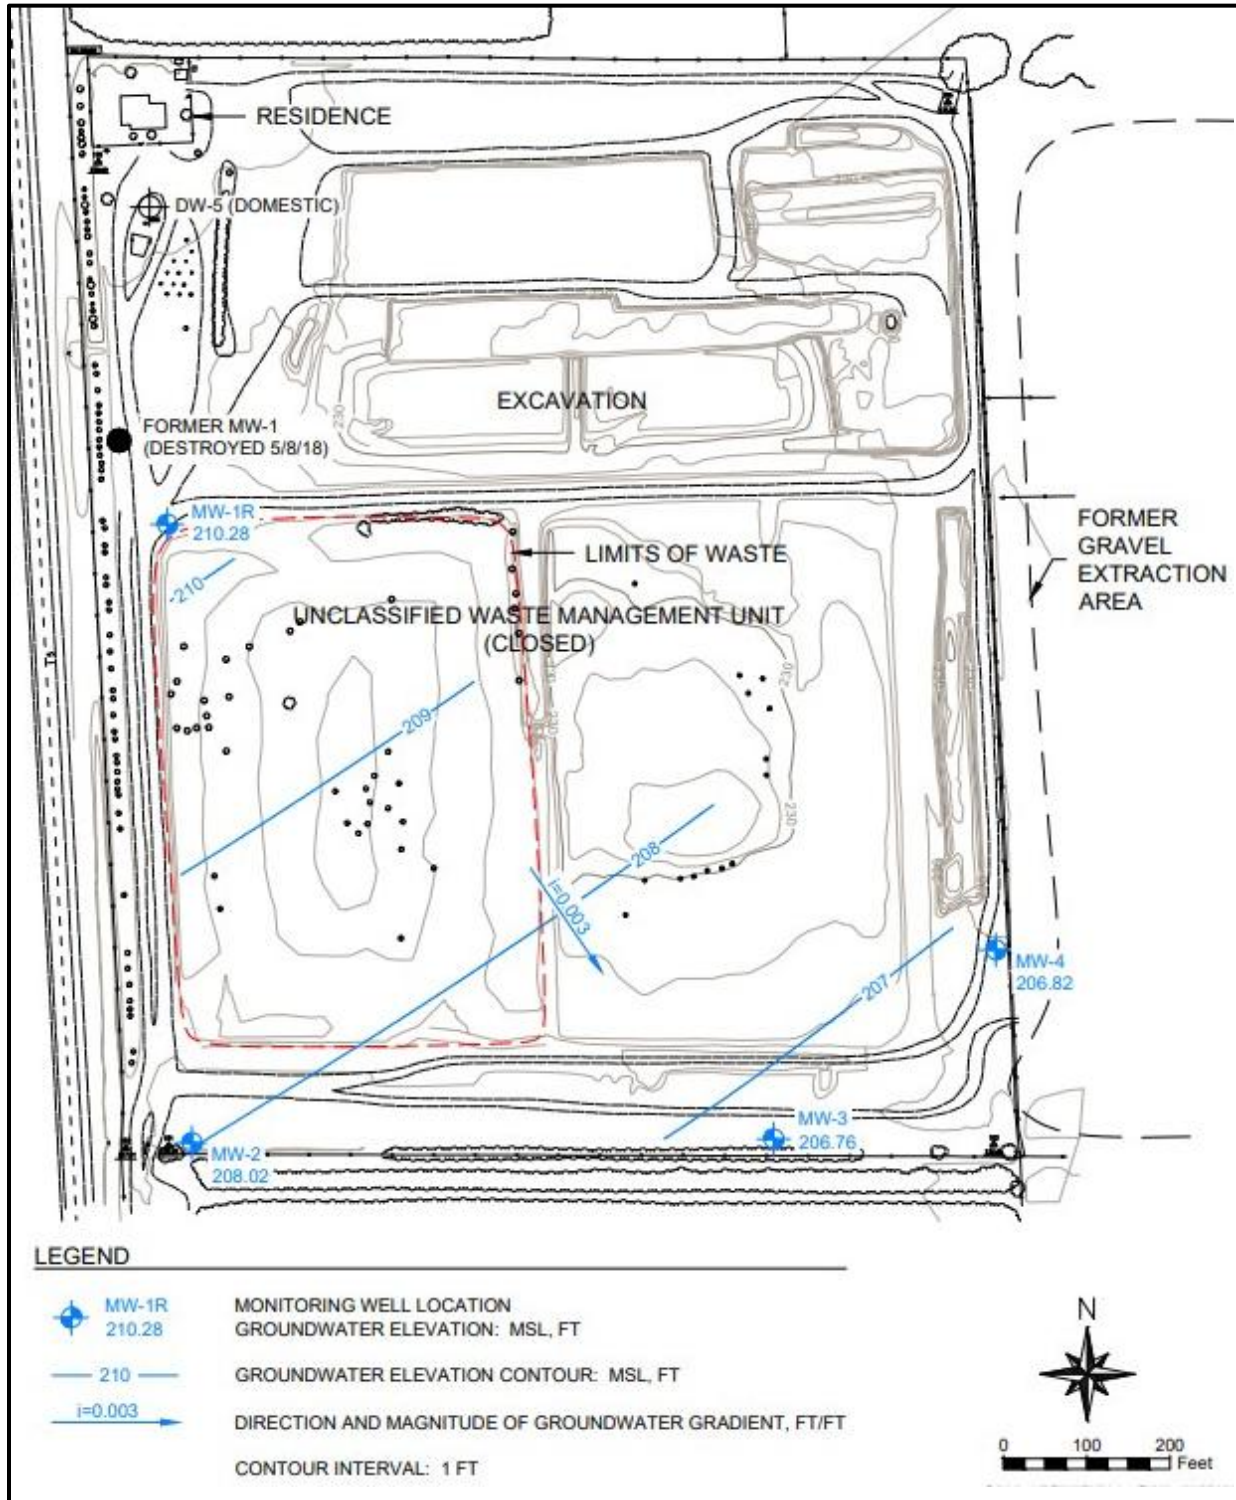 RESIDENCE
DW-5 (DOMESTIC)
230
230
EXCAVATION
FORMER MW-1
(DESTROYED 5/8/18)
MW-1R
210.28
FORMER
GRAVEL
EXTRACTION
AREA
LIMITS OF WASTE
210
UNCLASSIFIED WASTE MANAGEMENT UNIT
(CLOSED)
230
230
209
230
230
208
i=0.003
207
MW-4
206.82
MW-3
206.76
MW-2
208.02
LEGEND
MW-1R
210.28
MONITORING WELL LOCATION
GROUNDWATER ELEVATION: MSL, FT
210
GROUNDWATER ELEVATION CONTOUR: MSL, FT
i=0.003
DIRECTION AND MAGNITUDE OF GROUNDWATER GRADIENT, FT/FT
CONTOUR INTERVAL: 1 FT
N
0 100 200
Feet